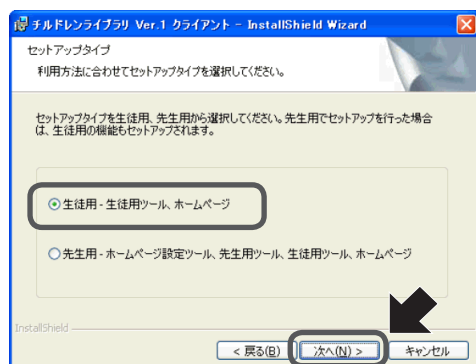 チルドレンライブラリ Ver.1 クライアント - InstallShield Wizard
セットアップタイプ
利用方法に合わせてセットアップタイプを選択してください。
セットアップタイプを生徒用、先生用から選択してください。先生用でセットアップを行った場合
は、生徒用の機能もセットアップされます。
生徒用 - 生徒用ツール、ホームページ
先生用 - ホームページ設定ツール、先生用ツール、生徒用ツール、ホームページ
InstallShield
< 戻る(B) 次へ(N) > キャンセル